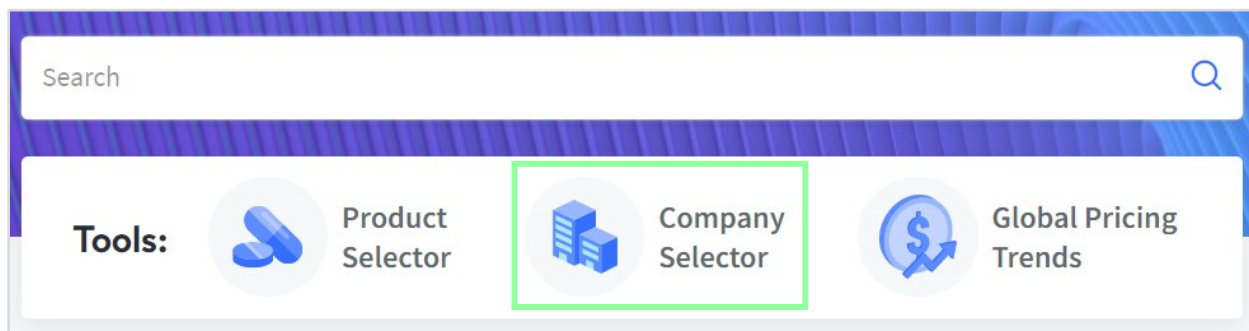 Search
Tools:
Product
Selector
Company
Selector
Global Pricing
Trends